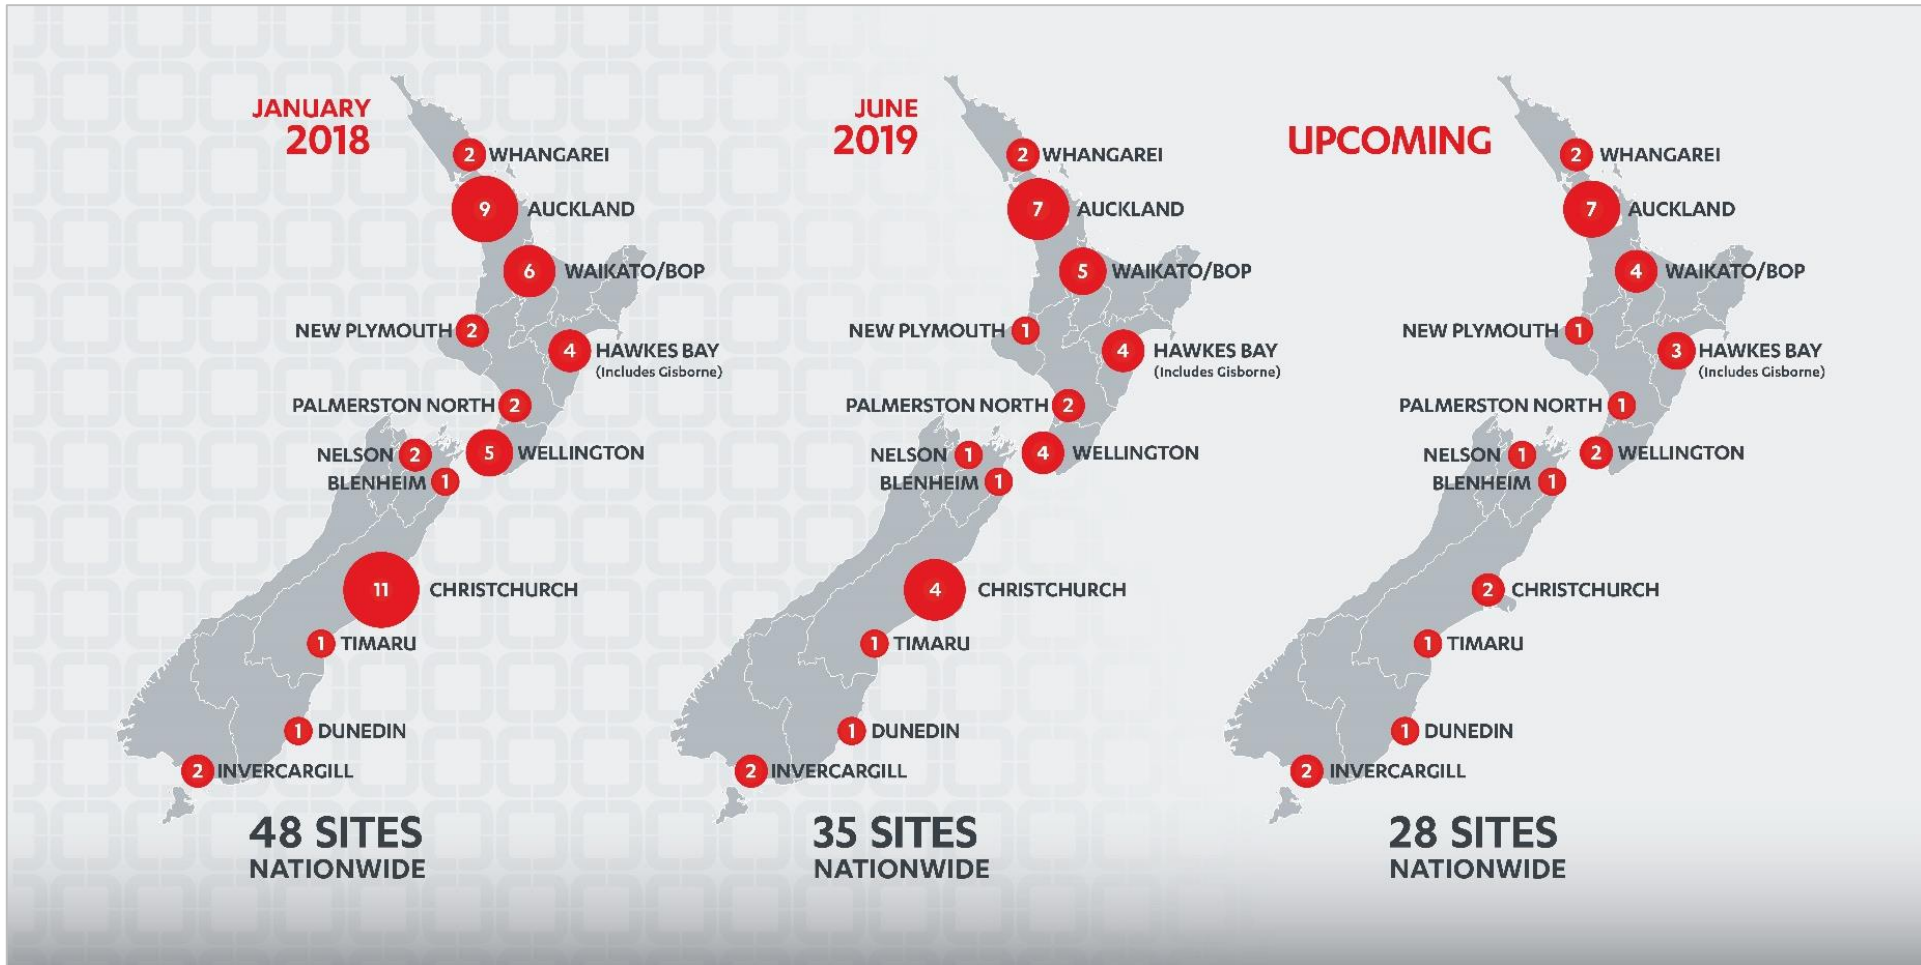 JANUARY
2018
2 WHANGAREI
9 AUCKLAND
6 WAIKATO/BOP
NEW PLYMOUTH 2
4 HAWKES BAY
(Includes Gisborne)
PALMERSTON NORTH 2
NELSON 2
5 WELLINGTON
BLENHEIM 1
11 CHRISTCHURCH
1 TIMARU
1 DUNEDIN
2 INVERCARGILL
48 SITES
NATIONWIDE
JUNE
2019
2 WHANGAREI
7 AUCKLAND
5 WAIKATO/BOP
NEW PLYMOUTH 1
4 HAWKES BAY
(Includes Gisborne)
PALMERSTON NORTH 2
NELSON 1
4 WELLINGTON
BLENHEIM 1
4 CHRISTCHURCH
1 TIMARU
1 DUNEDIN
2 INVERCARGILL
35 SITES
NATIONWIDE
UPCOMING
2 WHANGAREI
7 AUCKLAND
4 WAIKATO/BOP
NEW PLYMOUTH 1
3 HAWKES BAY
(Includes Gisborne)
PALMERSTON NORTH 1
NELSON 1
2 WELLINGTON
BLENHEIM 1
2 CHRISTCHURCH
1 TIMARU
1 DUNEDIN
2 INVERCARGILL
28 SITES
NATIONWIDE